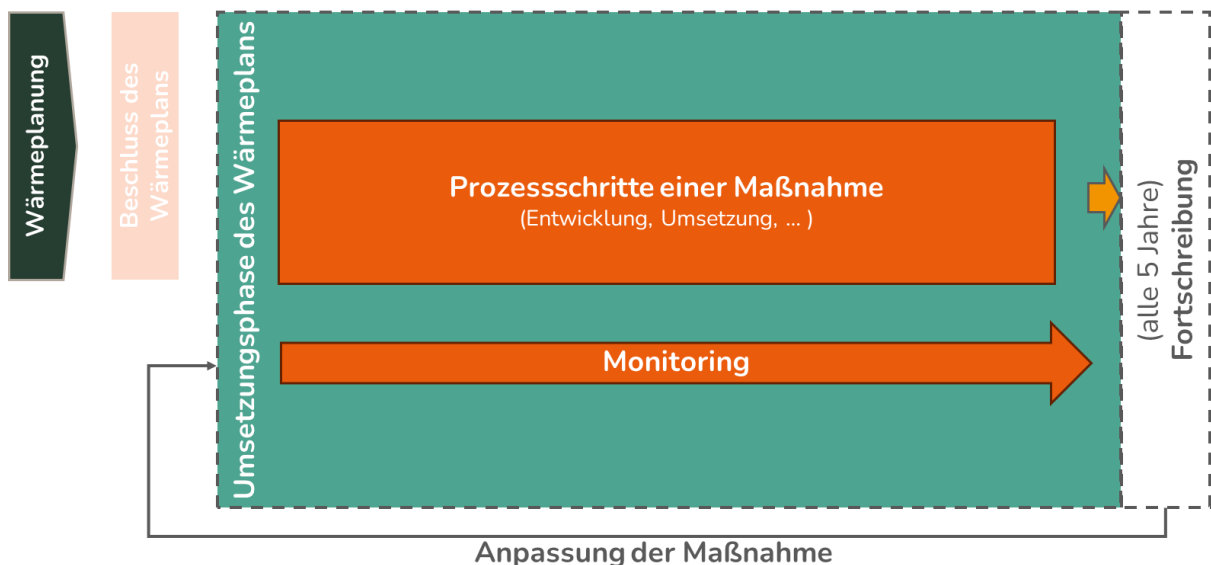 Wärmeplanung
Beschluss des
Wärmeplans
Umsetzungsphase des Wärmeplans
Prozessschritte einer Maßnahme
(Entwicklung, Umsetzung, ... )
Monitoring
(alle 5 Jahre)
Fortschreibung
Anpassung der Maßnahme